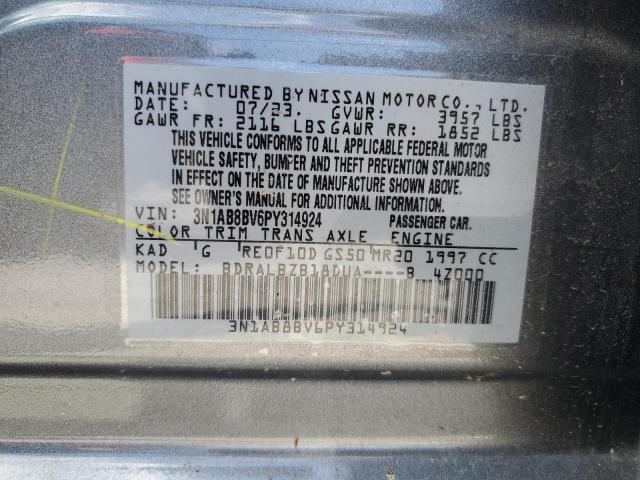 MANUFACTURED BY NISSAN MOTOR CO., LTD.
DATE: 07/23. GVWR: 3957 LBS
GAWR FR: 2116 LBS GAWR RR: 1852 LBS
THIS VEHICLE CONFORMS TO ALL APPLICABLE FEDERAL MOTOR
VEHICLE SAFETY, BUMPER AND THEFT PREVENTION STANDARDS
IN EFFECT ON THE DATE OF MANUFACTURE SHOWN ABOVE.
SEE OWNER'S MANUAL FOR ADDITIONAL INFORMATION
VIN: 3N1AB8BV6PY314924 PASSENGER CAR.
COLOR TRIM TRANS AXLE ENGINE
KAD G RE0F10D GS50 MR20 1997 CC
MODEL: BDRALBZB18DUA----B 4Z000
3N1AB8BV6PY314924